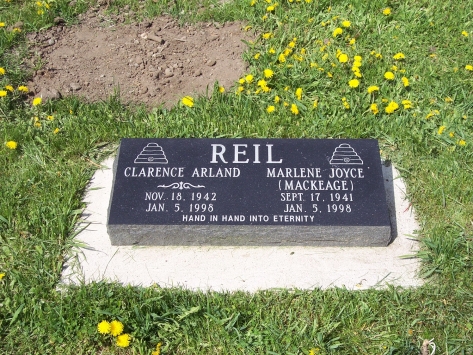 REIL
CLARENCE ARLAND MARLENE JOYCE
(MACKEAGE)
NOV. 18, 1942 SEPT. 17, 1941
JAN. 5, 1998 JAN. 5, 1998
HAND IN HAND INTO ETERNITY